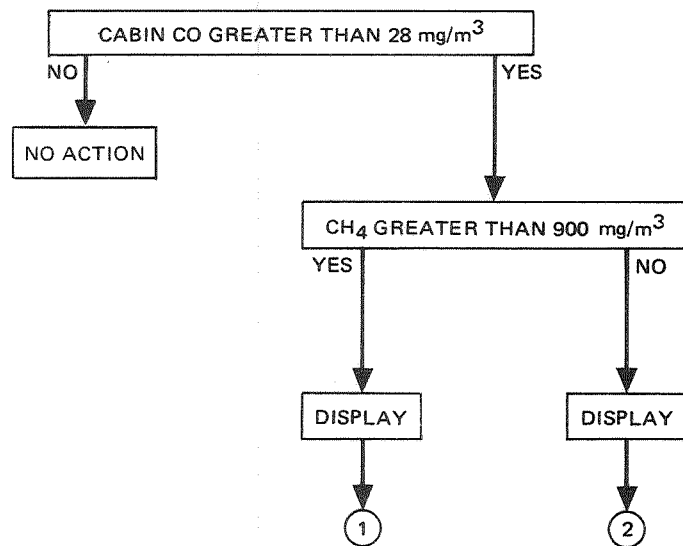 CABIN CO GREATER THAN 28 mg/m³
NO
YES
NO ACTION
CH₄ GREATER THAN 900 mg/m³
YES
NO
DISPLAY
DISPLAY
1
2